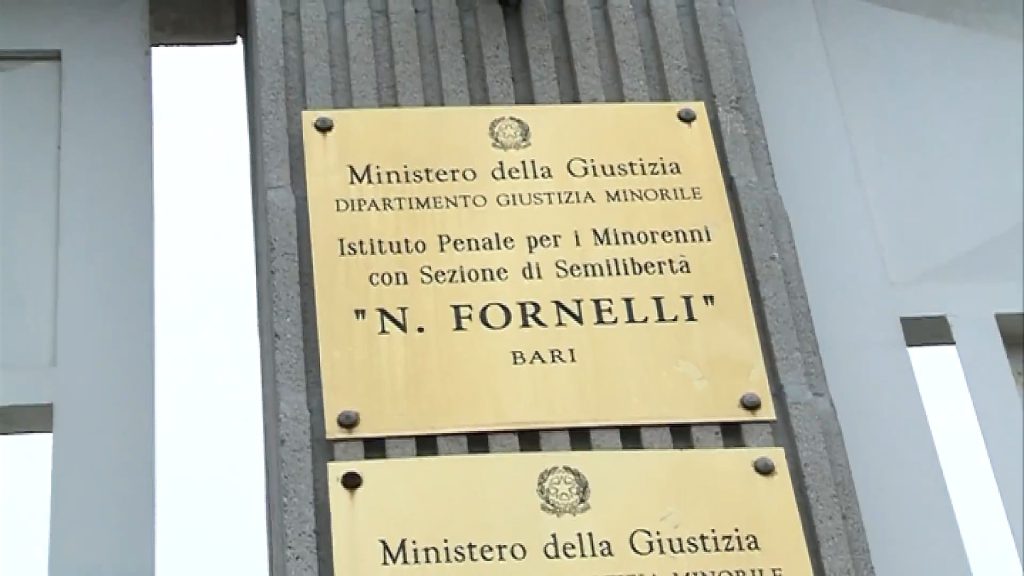 Ministero della Giustizia
DIPARTIMENTO GIUSTIZIA MINORILE
Istituto Penale per i Minorenni
con Sezione di Semilibertà
"N. FORNELLI"
BARI
Ministero della Giustizia
MINORILE